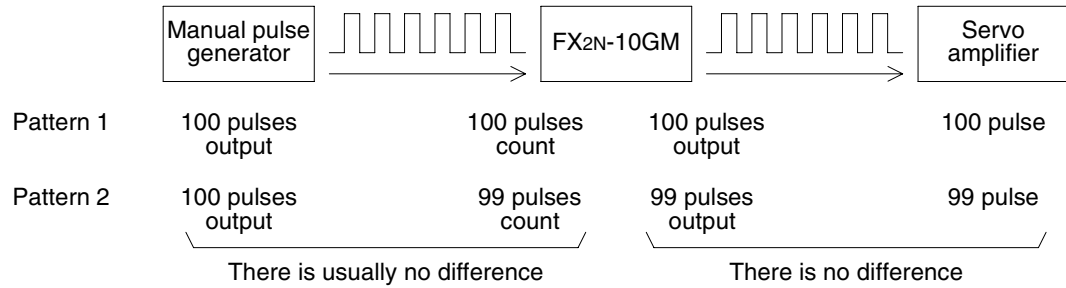 Manual pulse generator
FX2N-10GM
Servo amplifier
Pattern 1
100 pulses output
100 pulses count
100 pulses output
100 pulse
Pattern 2
100 pulses output
99 pulses count
99 pulses output
99 pulse
There is usually no difference
There is no difference